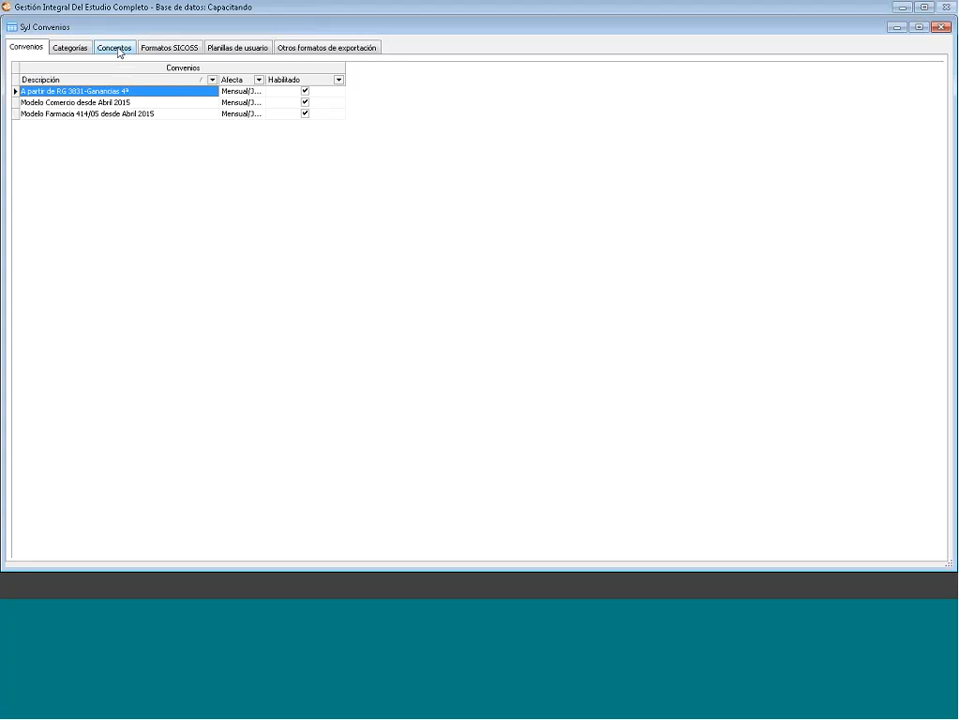 Gestión Integral Del Estudio Completo - Base de datos: Capacitando
SyJ Convenios
Convenios Categorías Conceptos Formatos SICOSS Planillas de usuario Otros formatos de exportación
Convenios
Descripción Afecta Habilitado
A partir de RG 3831-Ganancias 4ª Mensual/J...
Modelo Comercio desde Abril 2015 Mensual/J...
Modelo Farmacia 414/05 desde Abril 2015 Mensual/J...